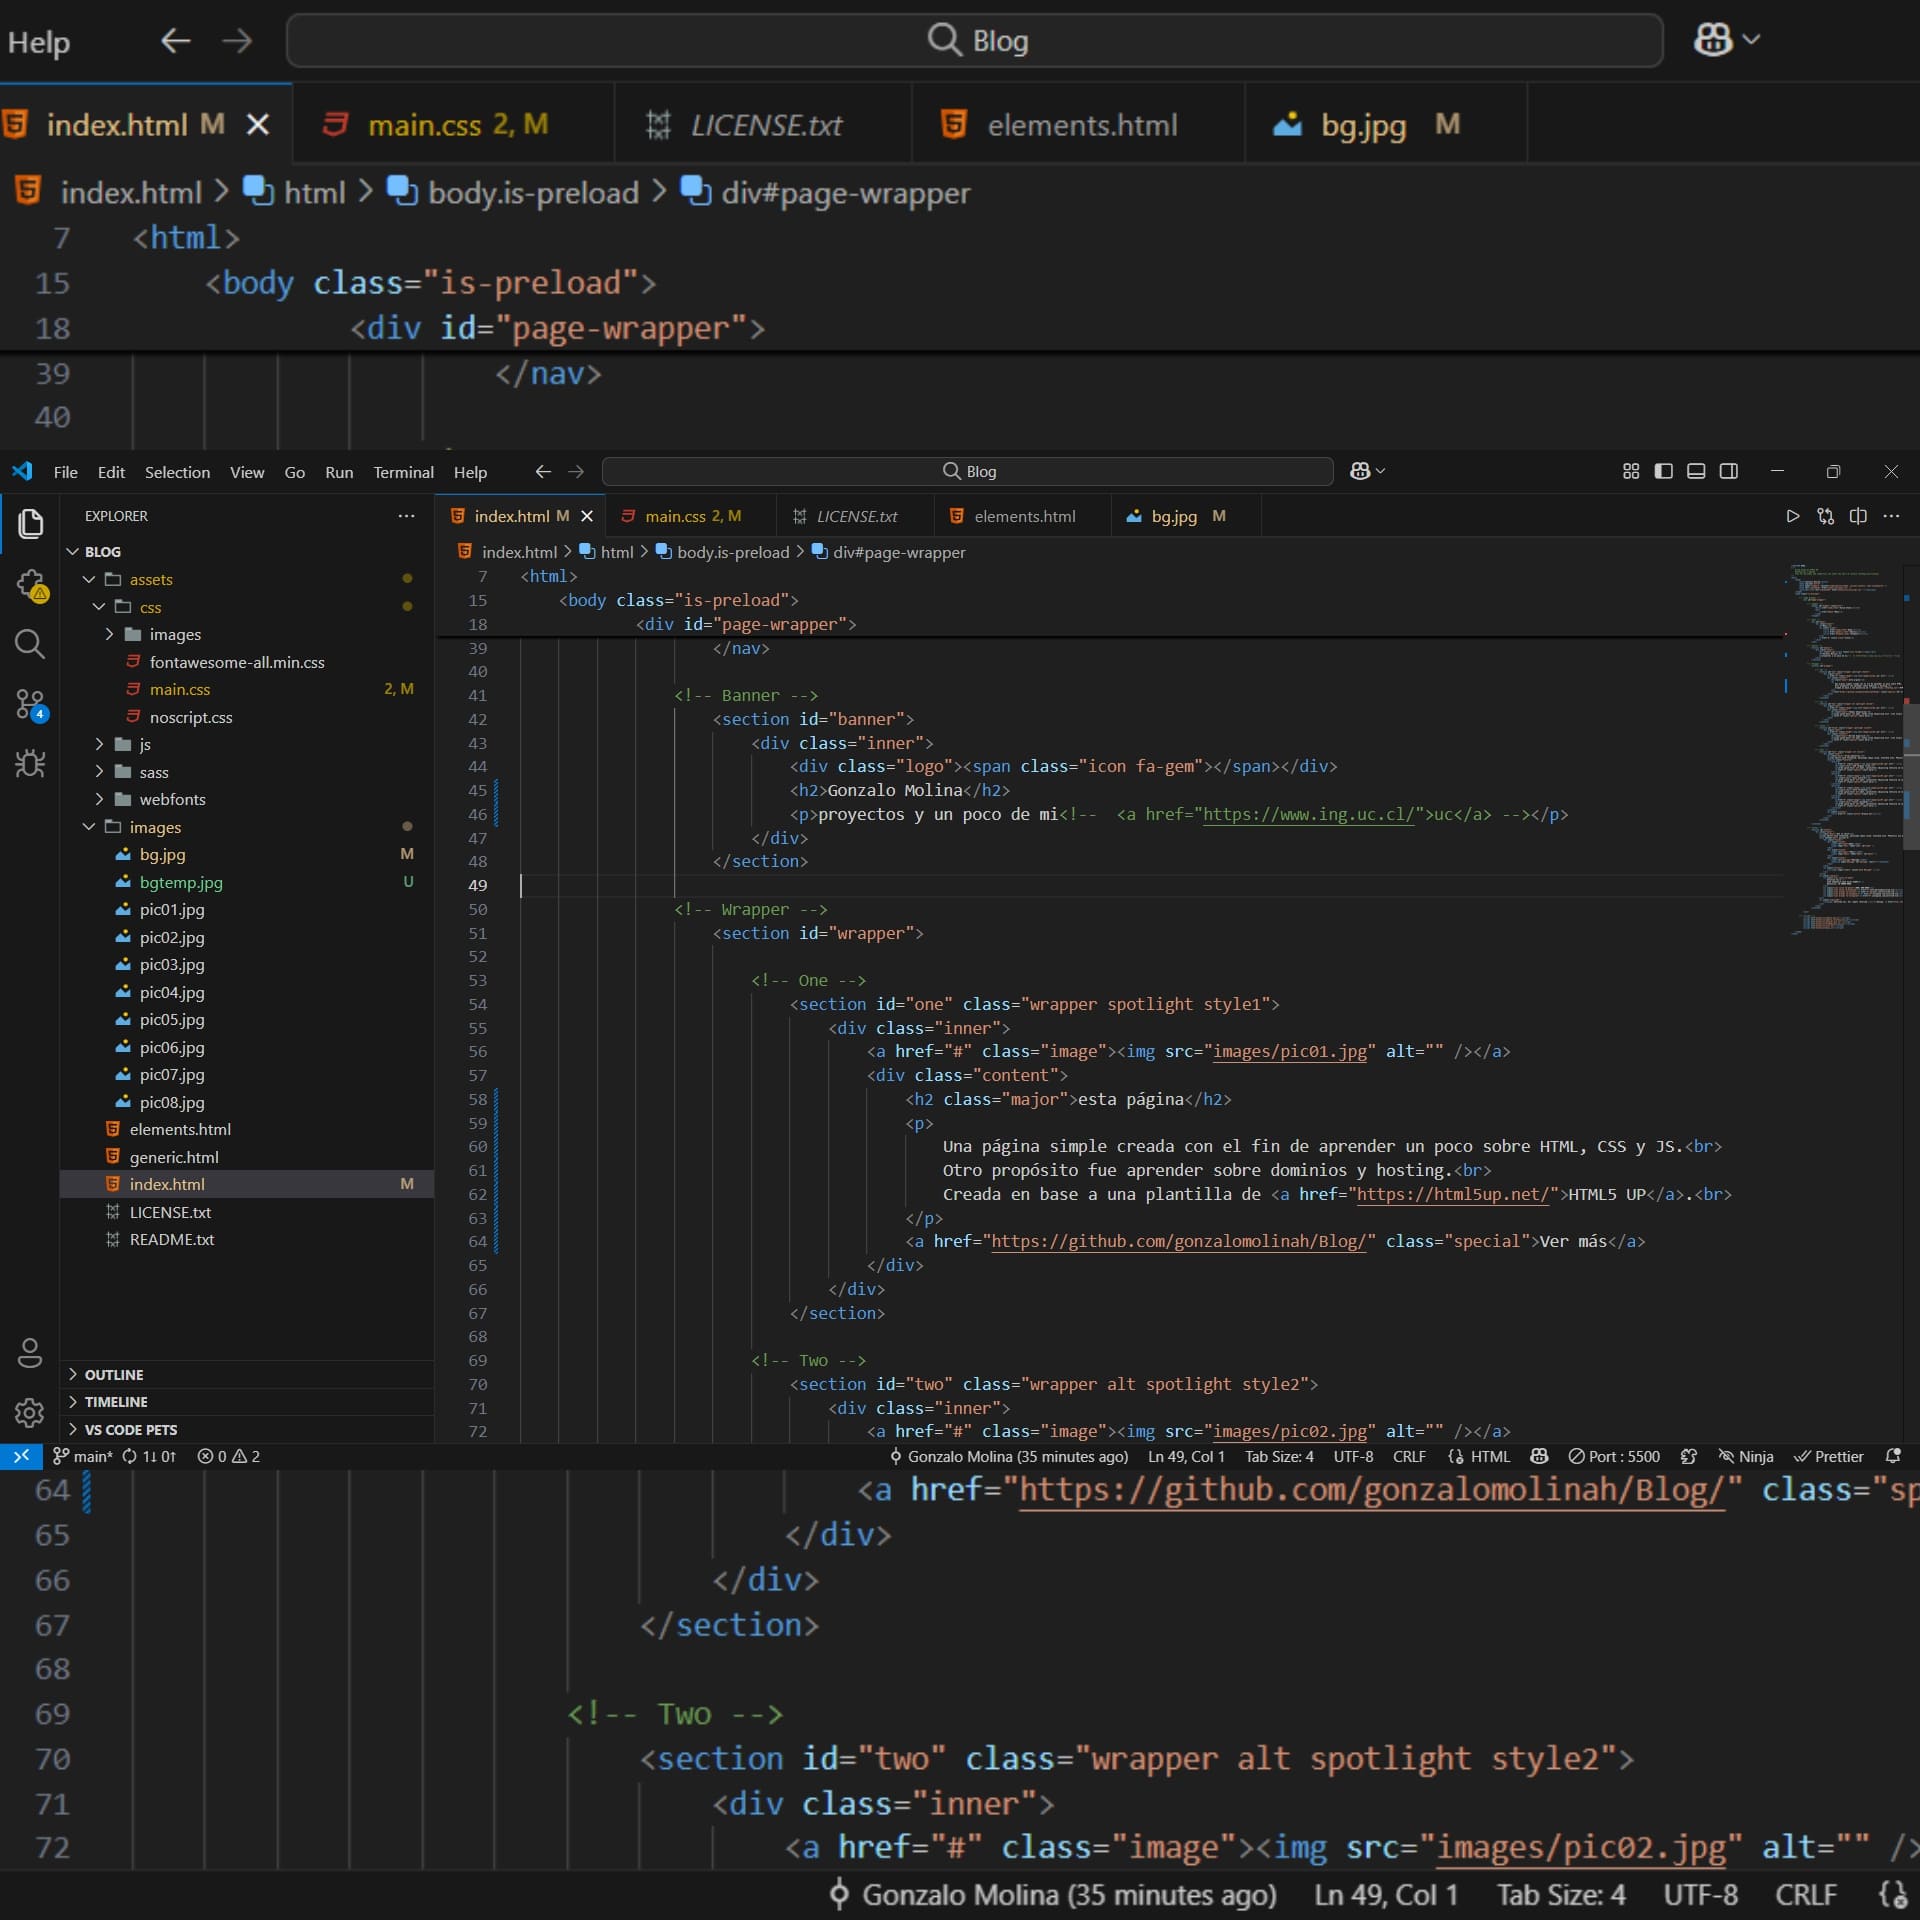 Help Blog
index.html M main.css 2, M LICENSE.txt elements.html bg.jpg M
index.html > html > body.is-preload > div#page-wrapper
7 <html>
15 <body class="is-preload">
18 <div id="page-wrapper">
39 </nav>
40
File Edit Selection View Go Run Terminal Help Blog
EXPLORER
BLOG
assets
css
images
fontawesome-all.min.css
main.css 2, M
noscript.css
js
sass
webfonts
images
bg.jpg M
bgtemp.jpg U
pic01.jpg
pic02.jpg
pic03.jpg
pic04.jpg
pic05.jpg
pic06.jpg
pic07.jpg
pic08.jpg
elements.html
generic.html
index.html M
LICENSE.txt
README.txt
OUTLINE
TIMELINE
VS CODE PETS
4
index.html M main.css 2, M LICENSE.txt elements.html bg.jpg M
index.html > html > body.is-preload > div#page-wrapper
7 <html>
15 <body class="is-preload">
18 <div id="page-wrapper">
39 </nav>
40
41 <!-- Banner -->
42 <section id="banner">
43 <div class="inner">
44 <div class="logo"><span class="icon fa-gem"></span></div>
45 <h2>Gonzalo Molina</h2>
46 <p>proyectos y un poco de mi<!--  <a href="https://www.ing.uc.cl/">uc</a> --></p>
47 </div>
48 </section>
49
50 <!-- Wrapper -->
51 <section id="wrapper">
52
53 <!-- One -->
54 <section id="one" class="wrapper spotlight style1">
55 <div class="inner">
56 <a href="#" class="image"><img src="images/pic01.jpg" alt="" /></a>
57 <div class="content">
58 <h2 class="major">esta página</h2>
59 <p>
60 Una página simple creada con el fin de aprender un poco sobre HTML, CSS y JS.<br>
61 Otro propósito fue aprender sobre dominios y hosting.<br>
62 Creada en base a una plantilla de <a href="https://html5up.net/">HTML5 UP</a>.<br>
63 </p>
64 <a href="https://github.com/gonzalomolinah/Blog/" class="special">Ver más</a>
65 </div>
66 </div>
67 </section>
68
69 <!-- Two -->
70 <section id="two" class="wrapper alt spotlight style2">
71 <div class="inner">
72 <a href="#" class="image"><img src="images/pic02.jpg" alt="" /></a>
main* 1↓ 0↑ 0 2 Gonzalo Molina (35 minutes ago) Ln 49, Col 1 Tab Size: 4 UTF-8 CRLF HTML Port : 5500 Ninja Prettier
64 <a href="https://github.com/gonzalomolinah/Blog/" class="sp
65 </div>
66 </div>
67 </section>
68
69 <!-- Two -->
70 <section id="two" class="wrapper alt spotlight style2">
71 <div class="inner">
72 <a href="#" class="image"><img src="images/pic02.jpg" alt="" />
Gonzalo Molina (35 minutes ago) Ln 49, Col 1 Tab Size: 4 UTF-8 CRLF